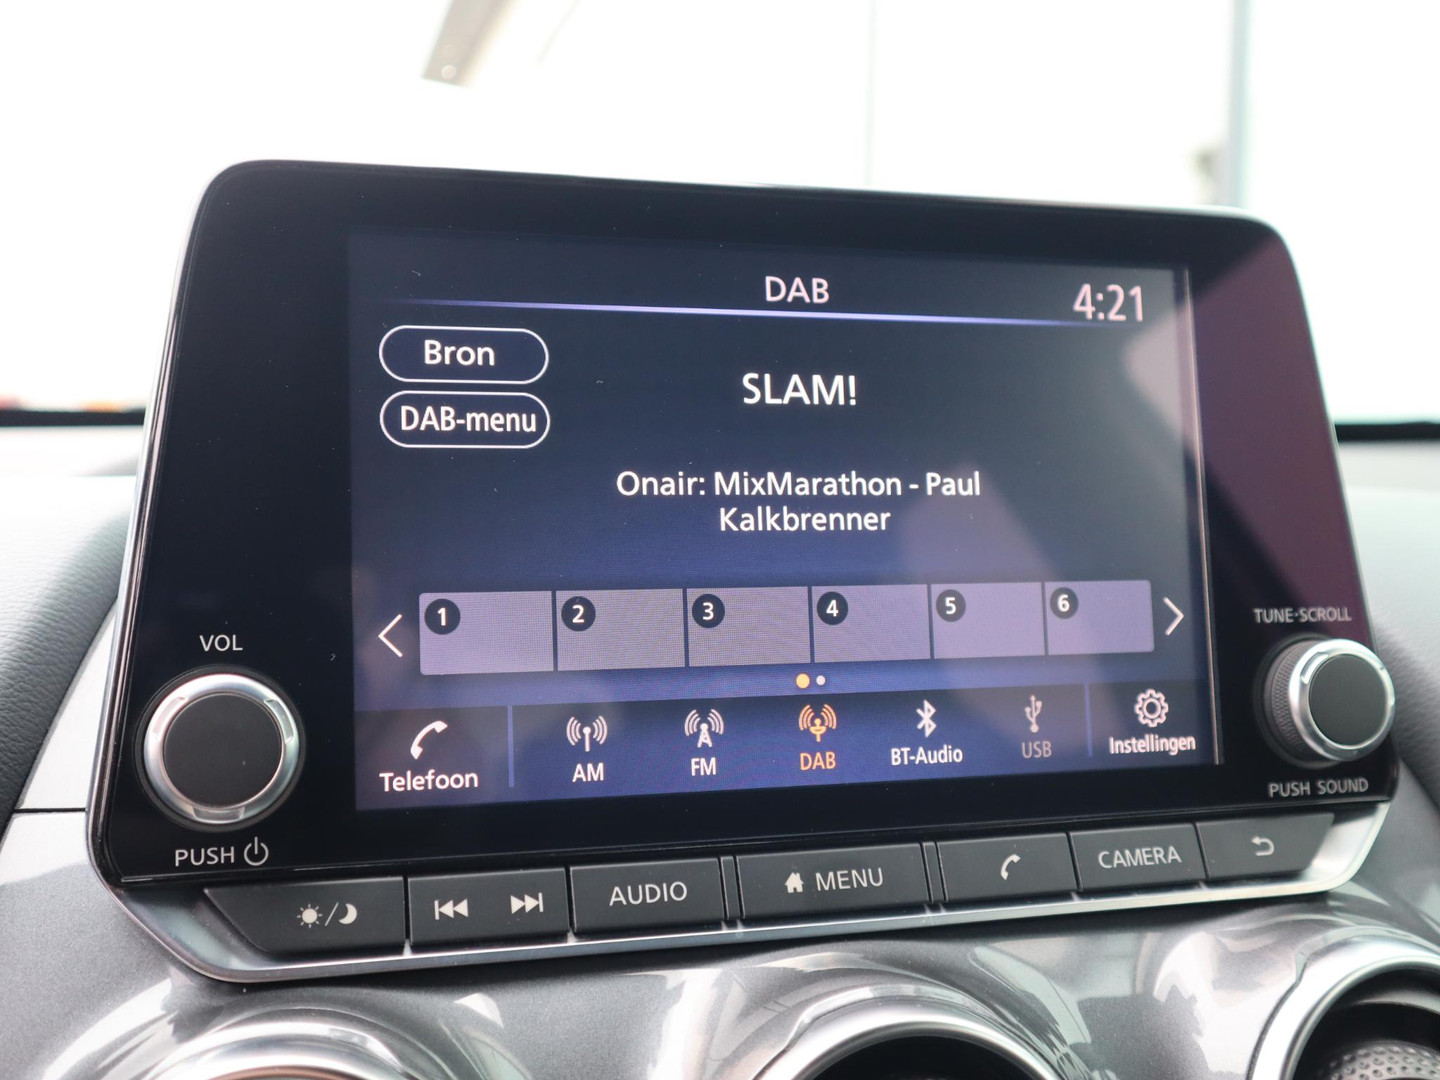 DAB
4:21
Bron
SLAM!
DAB-menu
Onair: MixMarathon - Paul
Kalkbrenner
1 2 3 4 5 6
Telefoon
AM
FM
DAB
BT-Audio
USB
Instellingen
VOL
PUSH
TUNE·SCROLL
PUSH SOUND
AUDIO
MENU
CAMERA